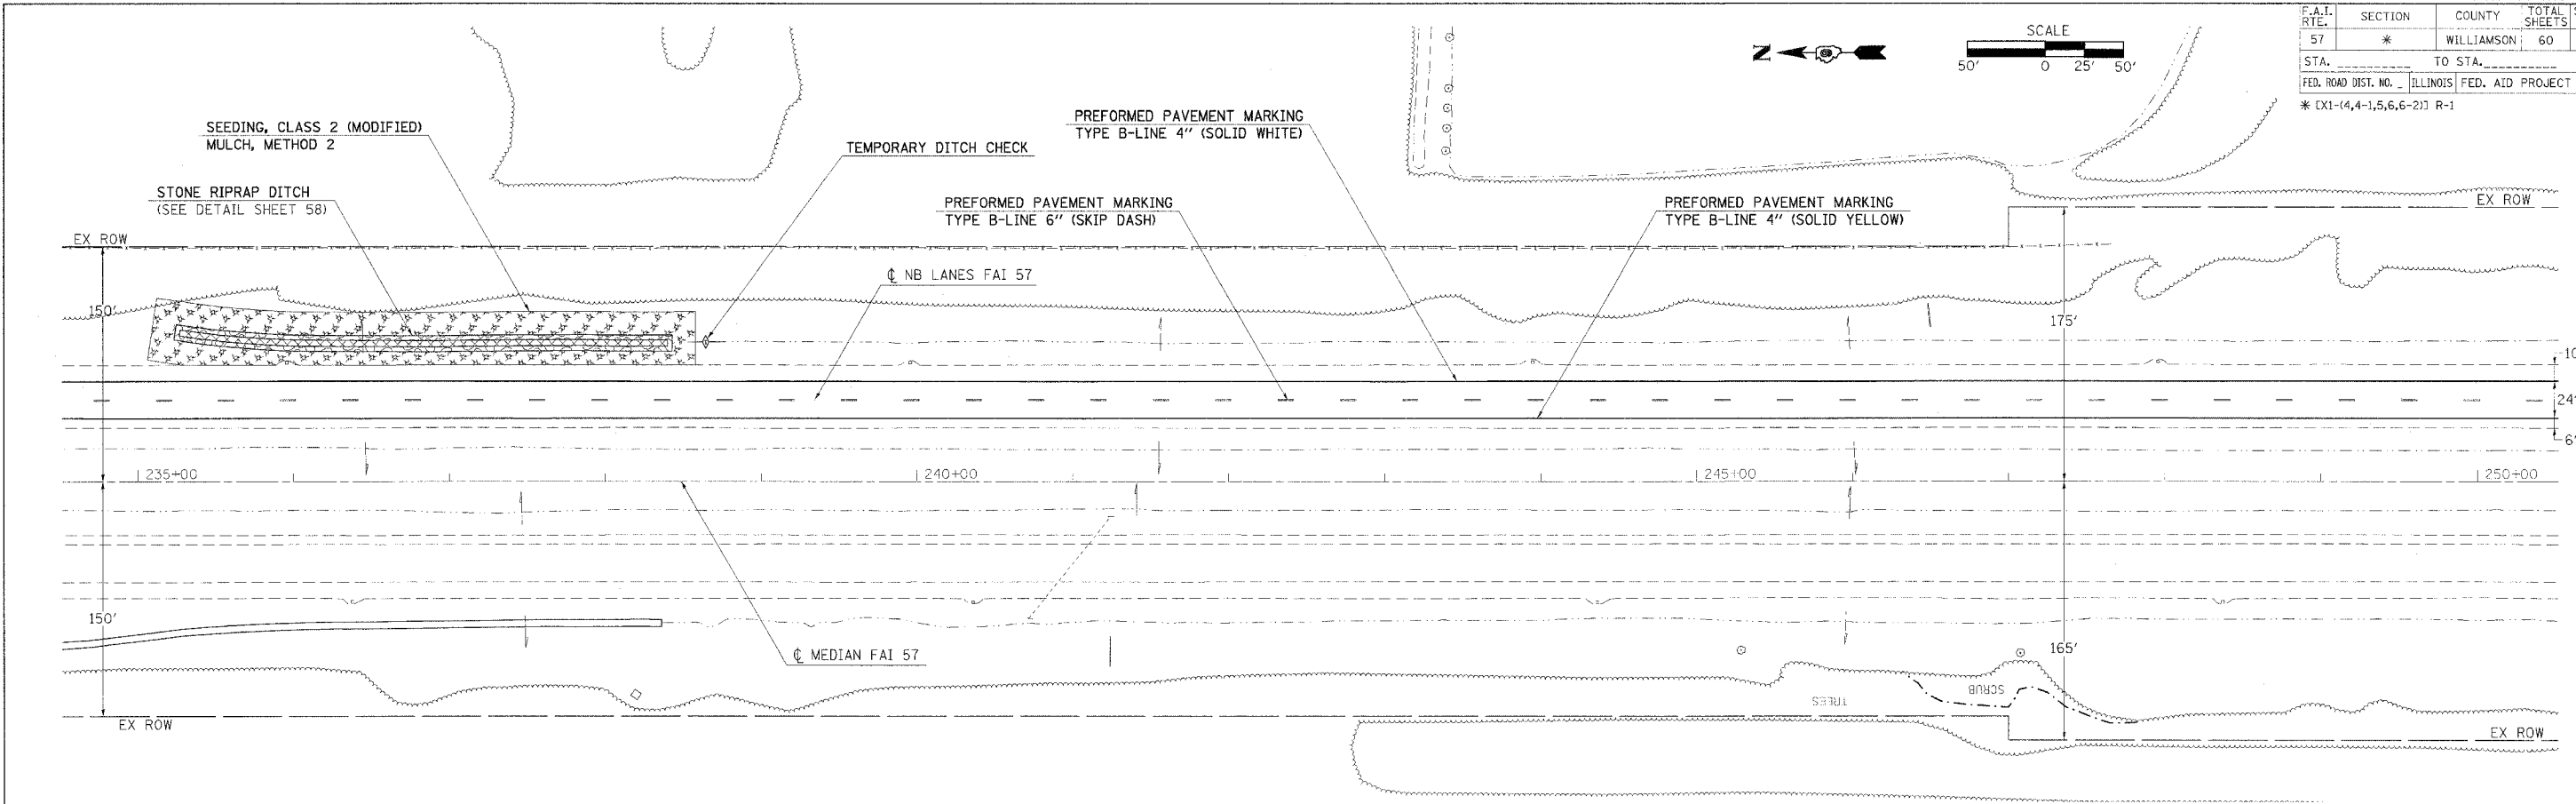 F.A.I. RTE. SECTION COUNTY TOTAL SHEETS
57 * WILLIAMSON 60
STA. __________ TO STA.__________
FED. ROAD DIST. NO. _ ILLINOIS FED. AID PROJECT
* [X1-(4,4-1,5,6,6-2)] R-1
N
SCALE
50' 0 25' 50'
SEEDING, CLASS 2 (MODIFIED)
MULCH, METHOD 2
STONE RIPRAP DITCH
(SEE DETAIL SHEET 58)
TEMPORARY DITCH CHECK
PREFORMED PAVEMENT MARKING
TYPE B-LINE 4" (SOLID WHITE)
PREFORMED PAVEMENT MARKING
TYPE B-LINE 6" (SKIP DASH)
PREFORMED PAVEMENT MARKING
TYPE B-LINE 4" (SOLID YELLOW)
EX ROW
EX ROW
℄ NB LANES FAI 57
150'
175'
24'
6'
235+00
240+00
245+00
250+00
150'
165'
℄ MEDIAN FAI 57
SCRUB
TREES
EX ROW
EX ROW